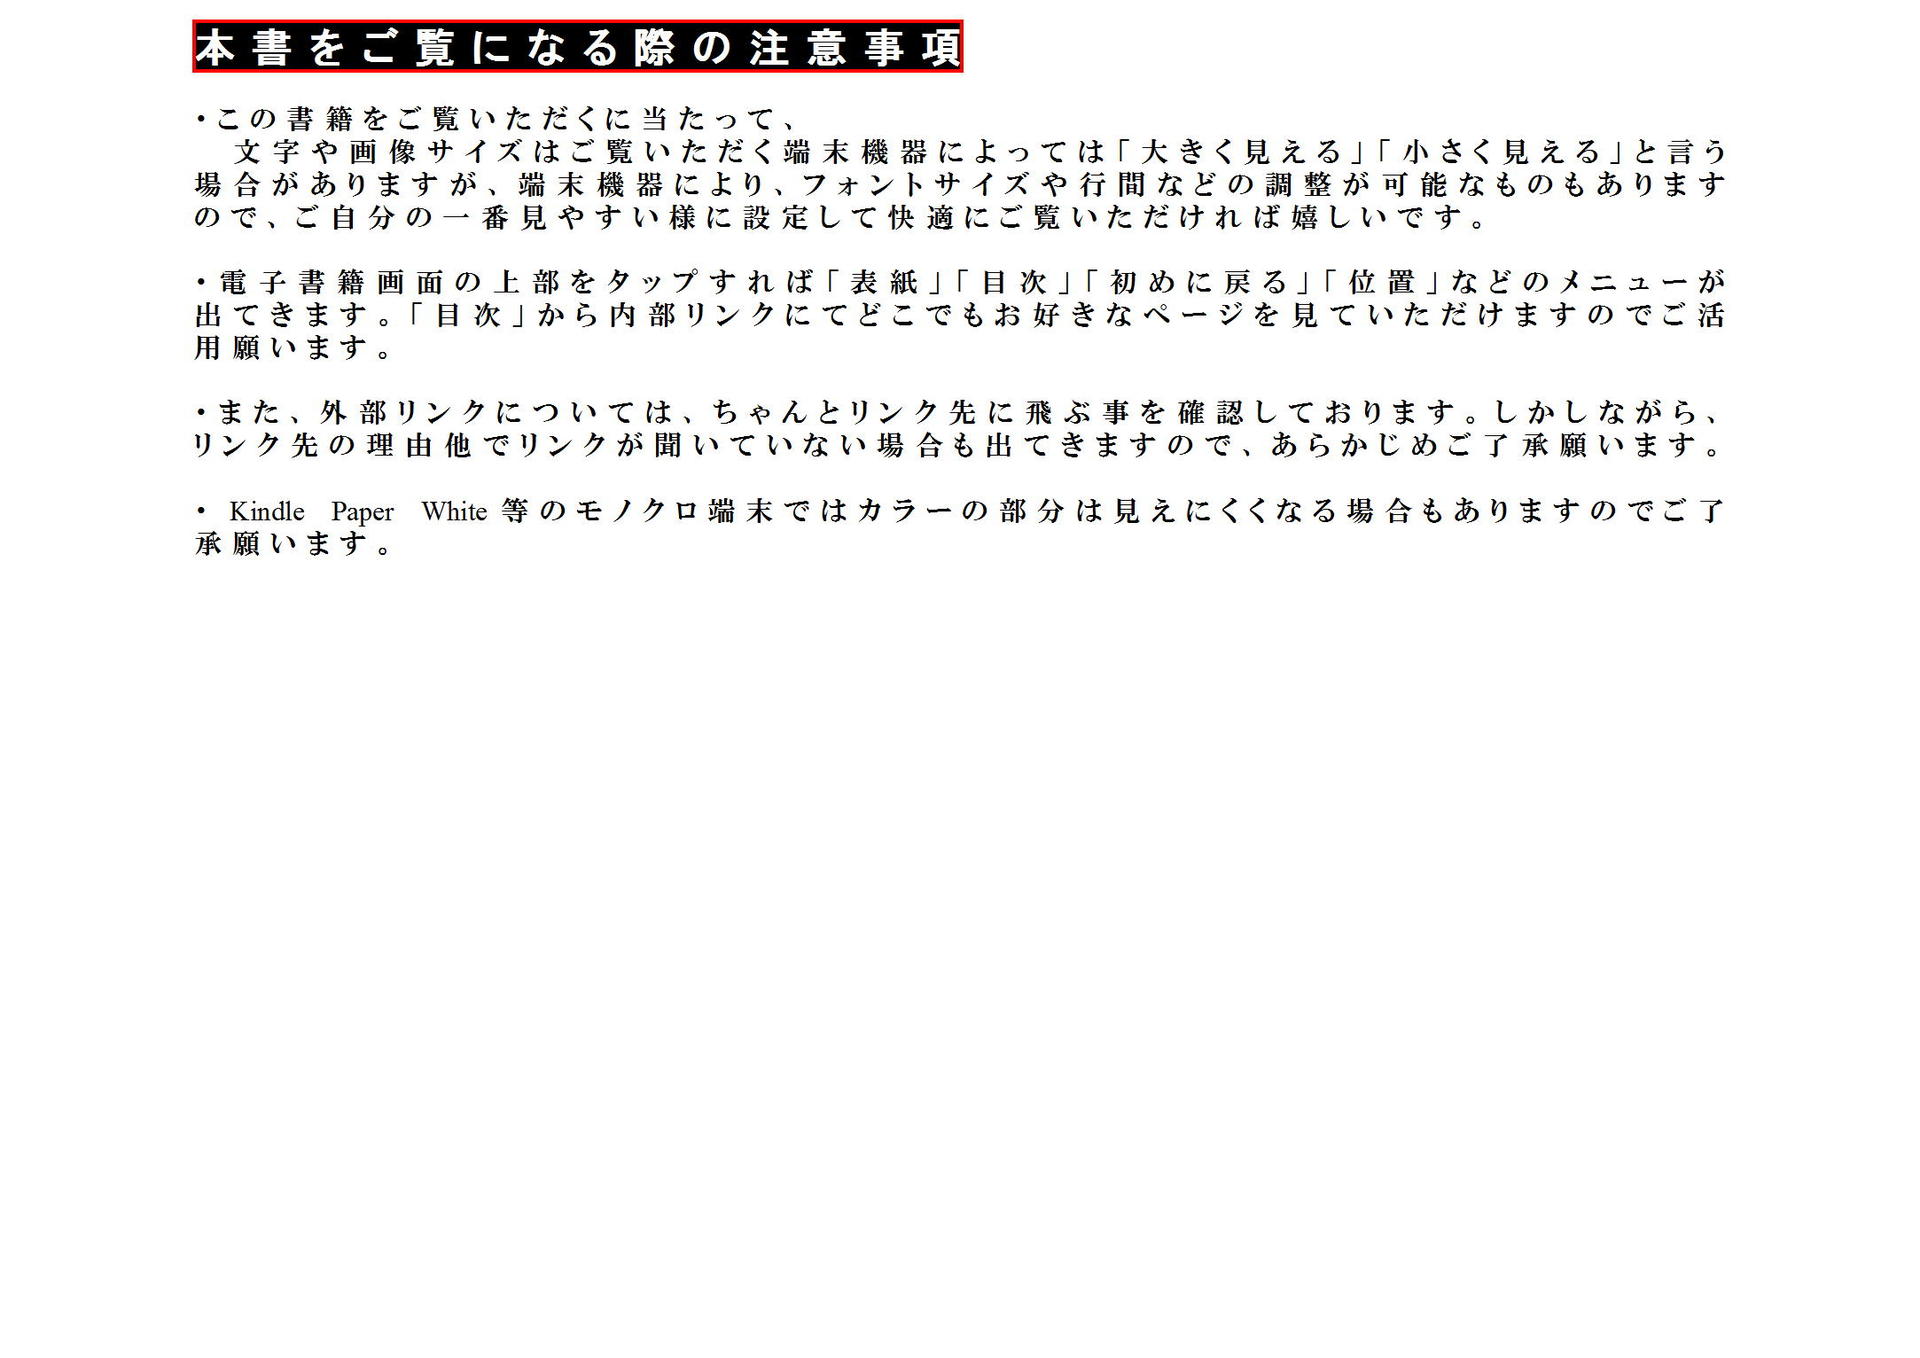 本書をご覧になる際の注意事項
・この書籍をご覧いただくに当たって、
文字や画像サイズはご覧いただく端末機器によっては「大きく見える」「小さく見える」と言う
場合がありますが、端末機器により、フォントサイズや行間などの調整が可能なものもあります
ので、ご自分の一番見やすい様に設定して快適にご覧いただければ嬉しいです。
・電子書籍画面の上部をタップすれば「表紙」「目次」「初めに戻る」「位置」などのメニューが
出てきます。「目次」から内部リンクにてどこでもお好きなページを見ていただけますのでご活
用願います。
・また、外部リンクについては、ちゃんとリンク先に飛ぶ事を確認しております。しかしながら、
リンク先の理由他でリンクが聞いていない場合も出てきますので、あらかじめご了承願います。
・ Kindle Paper White 等のモノクロ端末ではカラーの部分は見えにくくなる場合もありますのでご了
承願います。